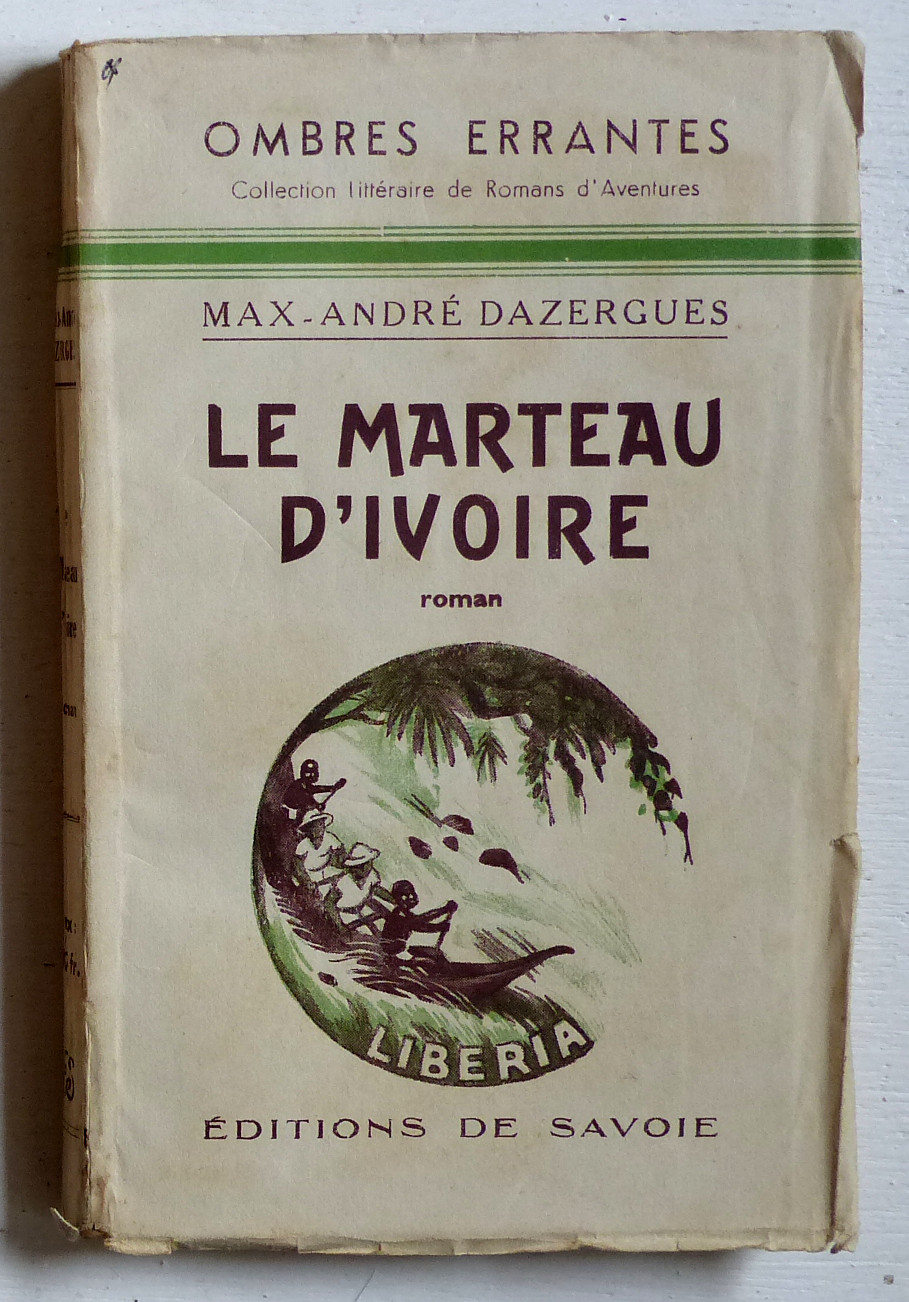 OMBRES ERRANTES
Collection littéraire de Romans d'Aventures
MAX-ANDRÉ DAZERGUES
LE MARTEAU
D'IVOIRE
roman
LIBERIA
ÉDITIONS DE SAVOIE